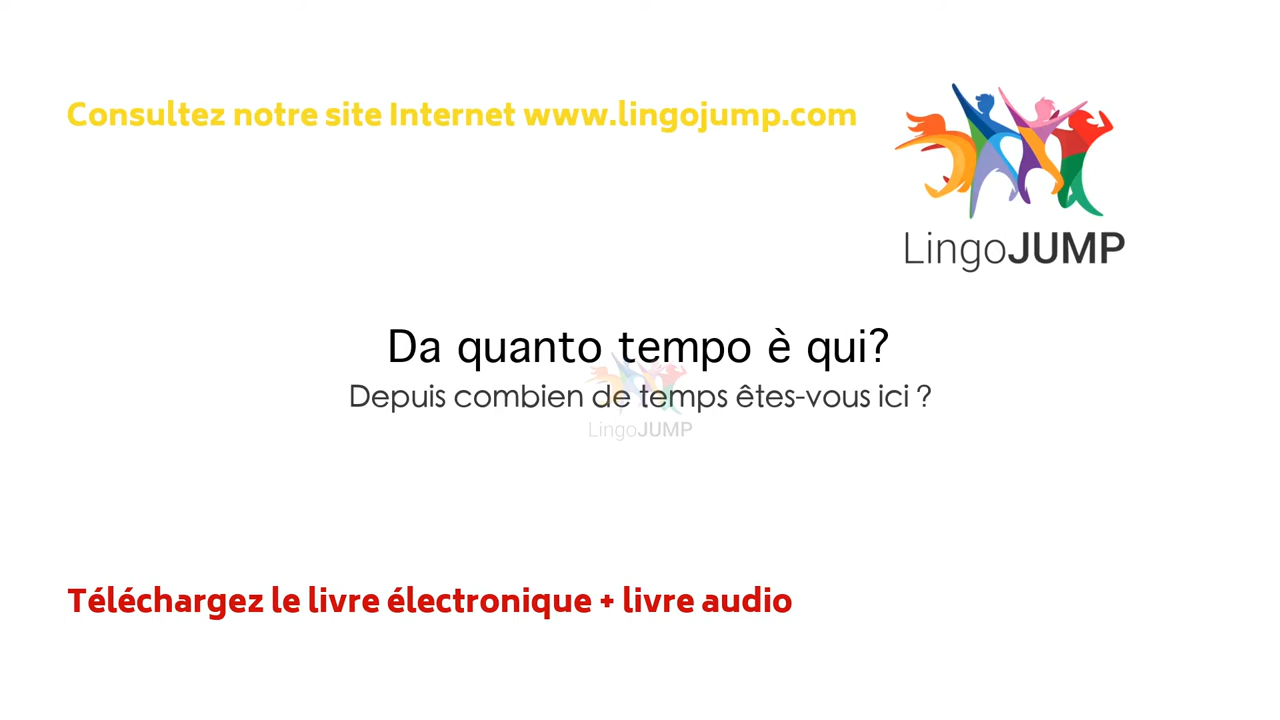 Consultez notre site Internet www.lingojump.com
LingoJUMP
Da quanto tempo è qui?
Depuis combien de temps êtes-vous ici ?
LingoJUMP
Téléchargez le livre électronique + livre audio